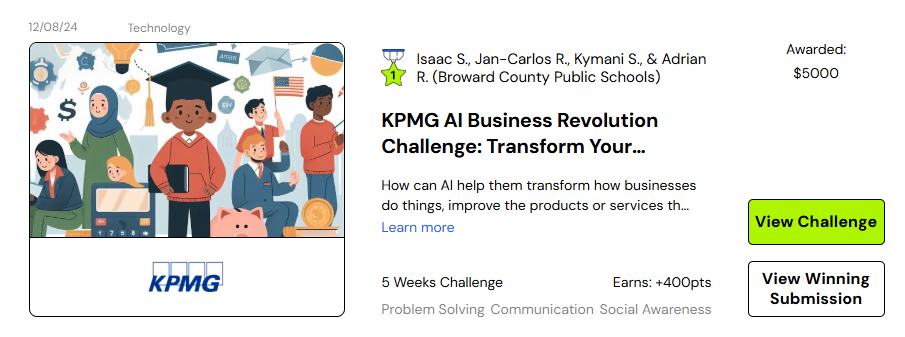 12/08/24 Technology
$
KPMG
1
Isaac S., Jan-Carlos R., Kymani S., & Adrian
R. (Broward County Public Schools)
KPMG AI Business Revolution
Challenge: Transform Your...
How can AI help them transform how businesses
do things, improve the products or services th...
Learn more
5 Weeks Challenge Earns: +400pts
Problem Solving Communication Social Awareness
Awarded:
$5000
View Challenge
View Winning
Submission